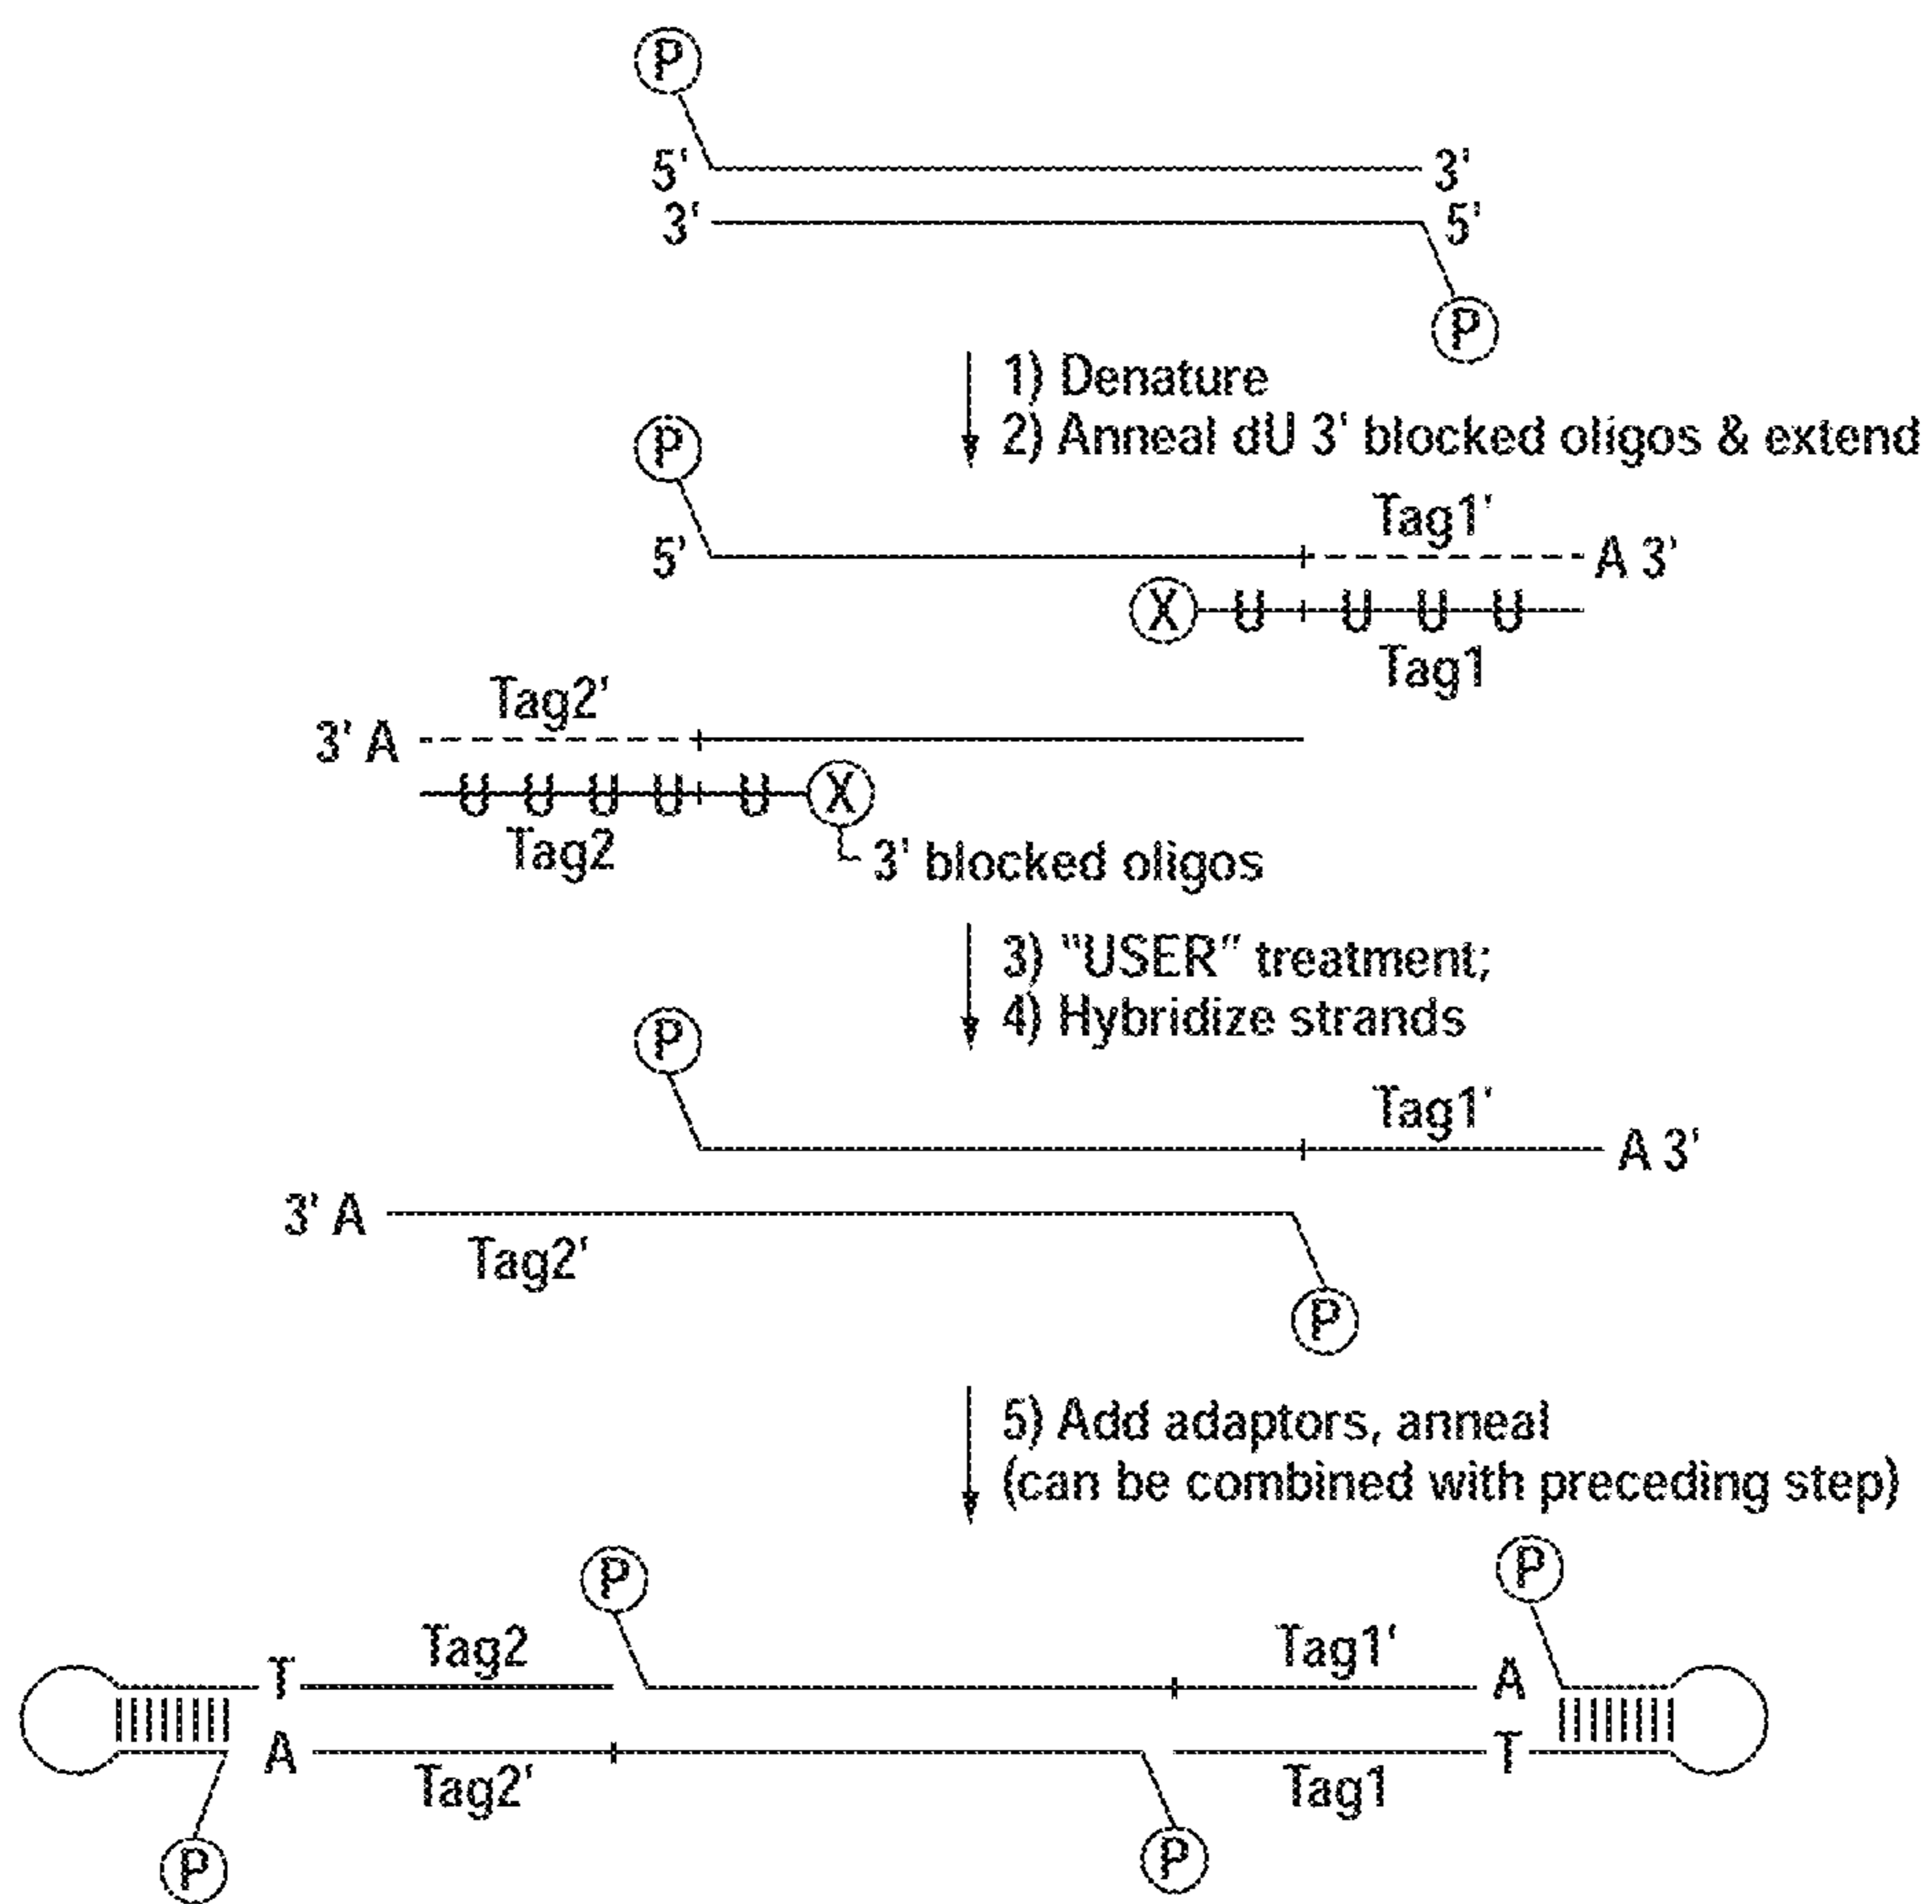 P
5' 3'
3' 5'
P
1) Denature
2) Anneal dU 3' blocked oligos & extend
P
Tag1'
5' A 3'
X U U U U
Tag1
Tag2'
3' A
U U U U U X
Tag2
3' blocked oligos
3) "USER" treatment;
4) Hybridize strands
P
Tag1'
A 3'
3' A
Tag2'
P
5) Add adaptors, anneal
(can be combined with preceding step)
P P
Tag2 Tag1'
T A
A T
Tag2' Tag1
P P